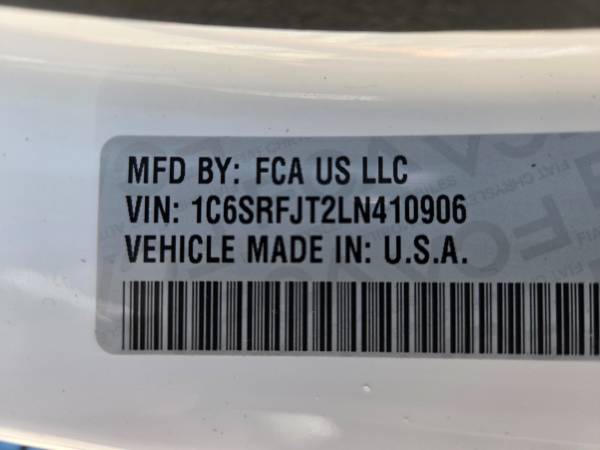 MFD BY: FCA US LLC
VIN: 1C6SRFJT2LN410906
VEHICLE MADE IN: U.S.A.